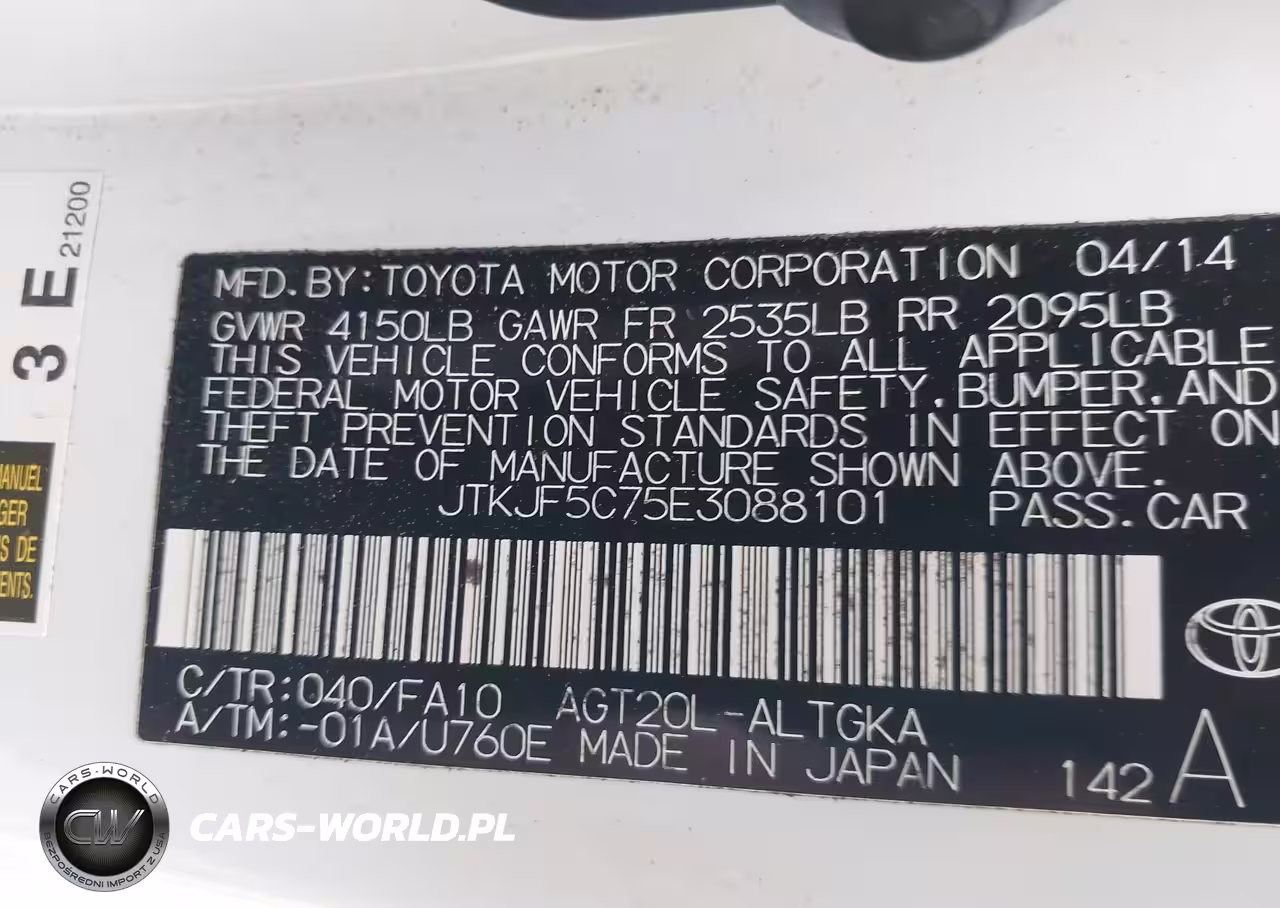 3 E 21200
MANUEL
GER
S DE
ENTS.
MFD.BY:TOYOTA MOTOR CORPORATION 04/14
GVWR 4150LB GAWR FR 2535LB RR 2095LB
THIS VEHICLE CONFORMS TO ALL APPLICABLE
FEDERAL MOTOR VEHICLE SAFETY.BUMPER.AND
THEFT PREVENTION STANDARDS IN EFFECT ON
THE DATE OF MANUFACTURE SHOWN ABOVE.
JTKJF5C75E3088101 PASS.CAR
C/TR:040/FA10 AGT20L-ALTGKA
A/TM:-01A/U760E MADE IN JAPAN 142 A
CARS-WORLD
CW
BEZPOŚREDNI IMPORT Z USA
CARS-WORLD.PL